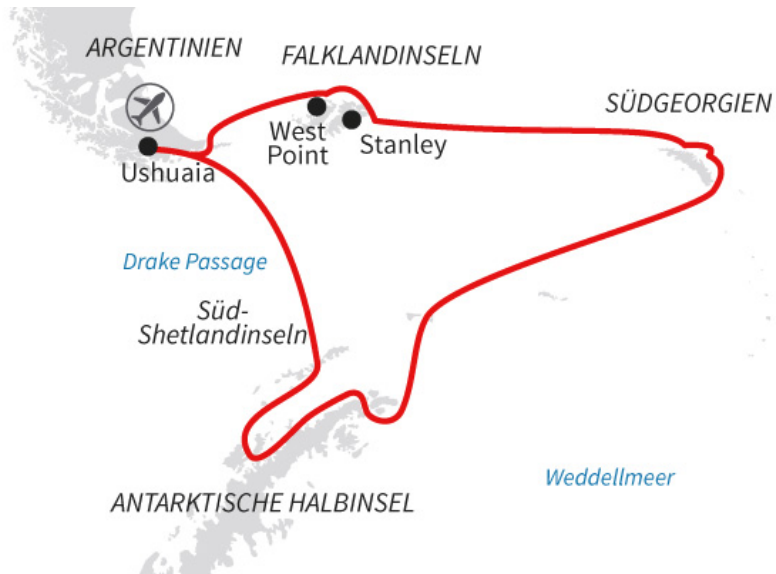 ARGENTINIEN
FALKLANDINSELN
SÜDGEORGIEN
West
Point
Stanley
Ushuaia
Drake Passage
Süd-
Shetlandinseln
Weddellmeer
ANTARKTISCHE HALBINSEL